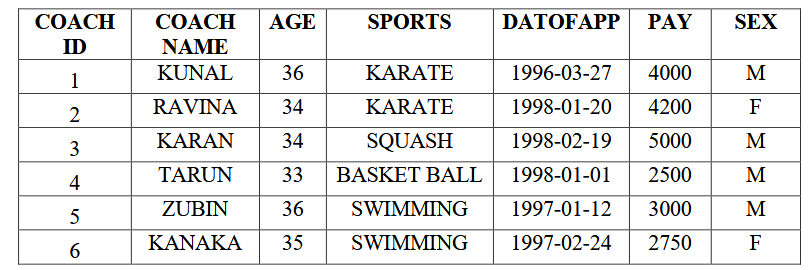 COACH ID COACH NAME AGE SPORTS DATOFAPP PAY SEX
1 KUNAL 36 KARATE 1996-03-27 4000 M
2 RAVINA 34 KARATE 1998-01-20 4200 F
3 KARAN 34 SQUASH 1998-02-19 5000 M
4 TARUN 33 BASKET BALL 1998-01-01 2500 M
5 ZUBIN 36 SWIMMING 1997-01-12 3000 M
6 KANAKA 35 SWIMMING 1997-02-24 2750 F